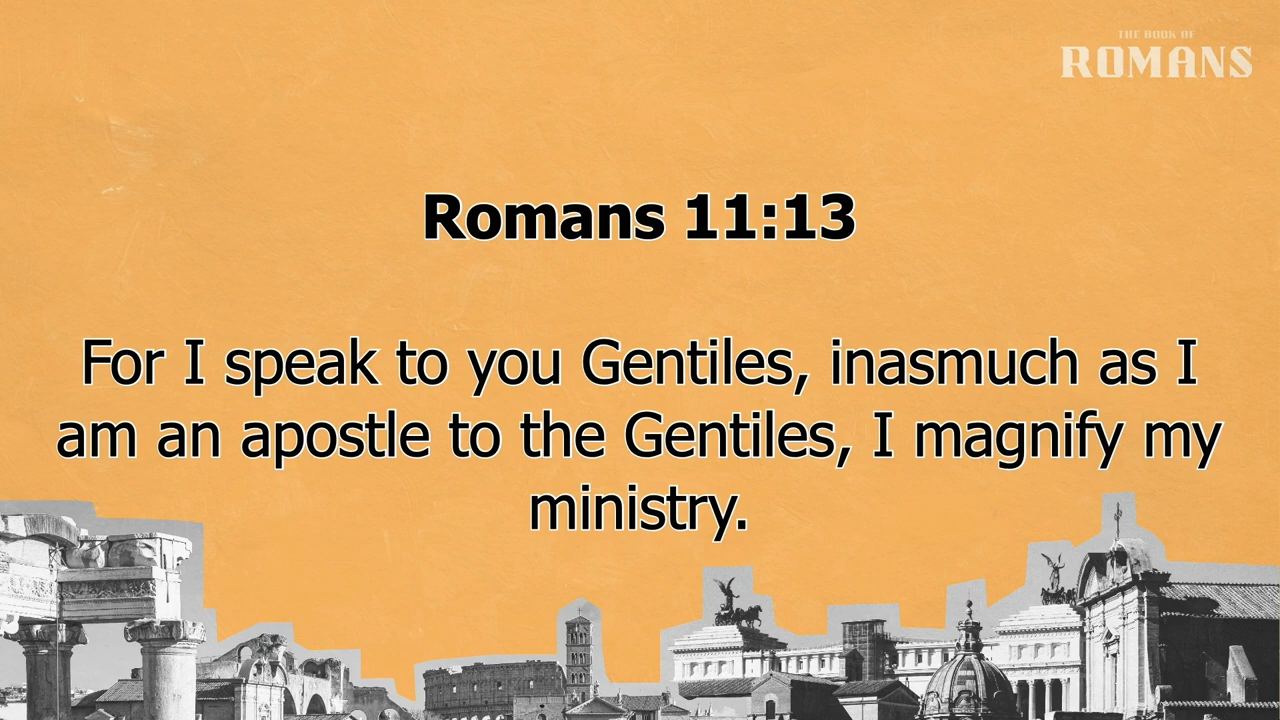 THE BOOK OF
ROMANS
Romans 11:13
For I speak to you Gentiles, inasmuch as I
am an apostle to the Gentiles, I magnify my
ministry.